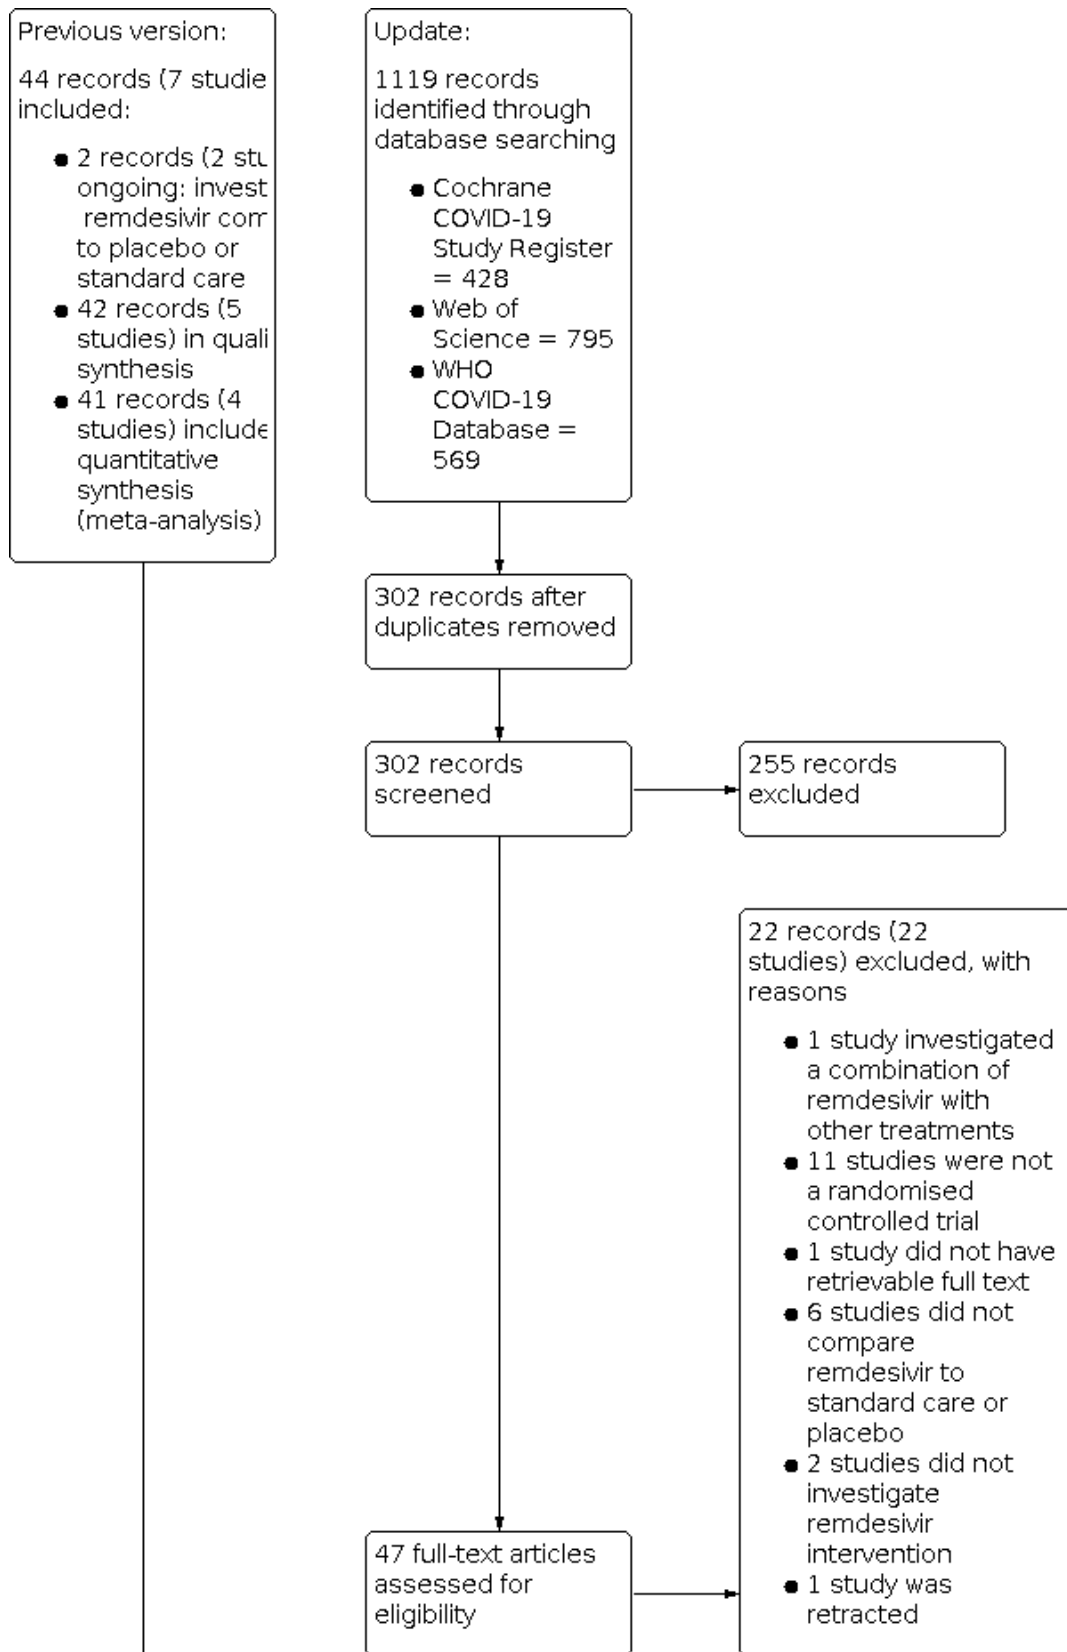 Previous version:
44 records (7 studie
included:
● 2 records (2 stu
ongoing: invest
remdesivir com
to placebo or
standard care
● 42 records (5
studies) in quali
synthesis
● 41 records (4
studies) include
quantitative
synthesis
(meta-analysis)
Update:
1119 records
identified through
database searching
● Cochrane
COVID-19
Study Register
= 428
● Web of
Science = 795
● WHO
COVID-19
Database =
569
302 records after
duplicates removed
302 records
screened
255 records
excluded
47 full-text articles
assessed for
eligibility
22 records (22
studies) excluded, with
reasons
● 1 study investigated
a combination of
remdesivir with
other treatments
● 11 studies were not
a randomised
controlled trial
● 1 study did not have
retrievable full text
● 6 studies did not
compare
remdesivir to
standard care or
placebo
● 2 studies did not
investigate
remdesivir
intervention
● 1 study was
retracted